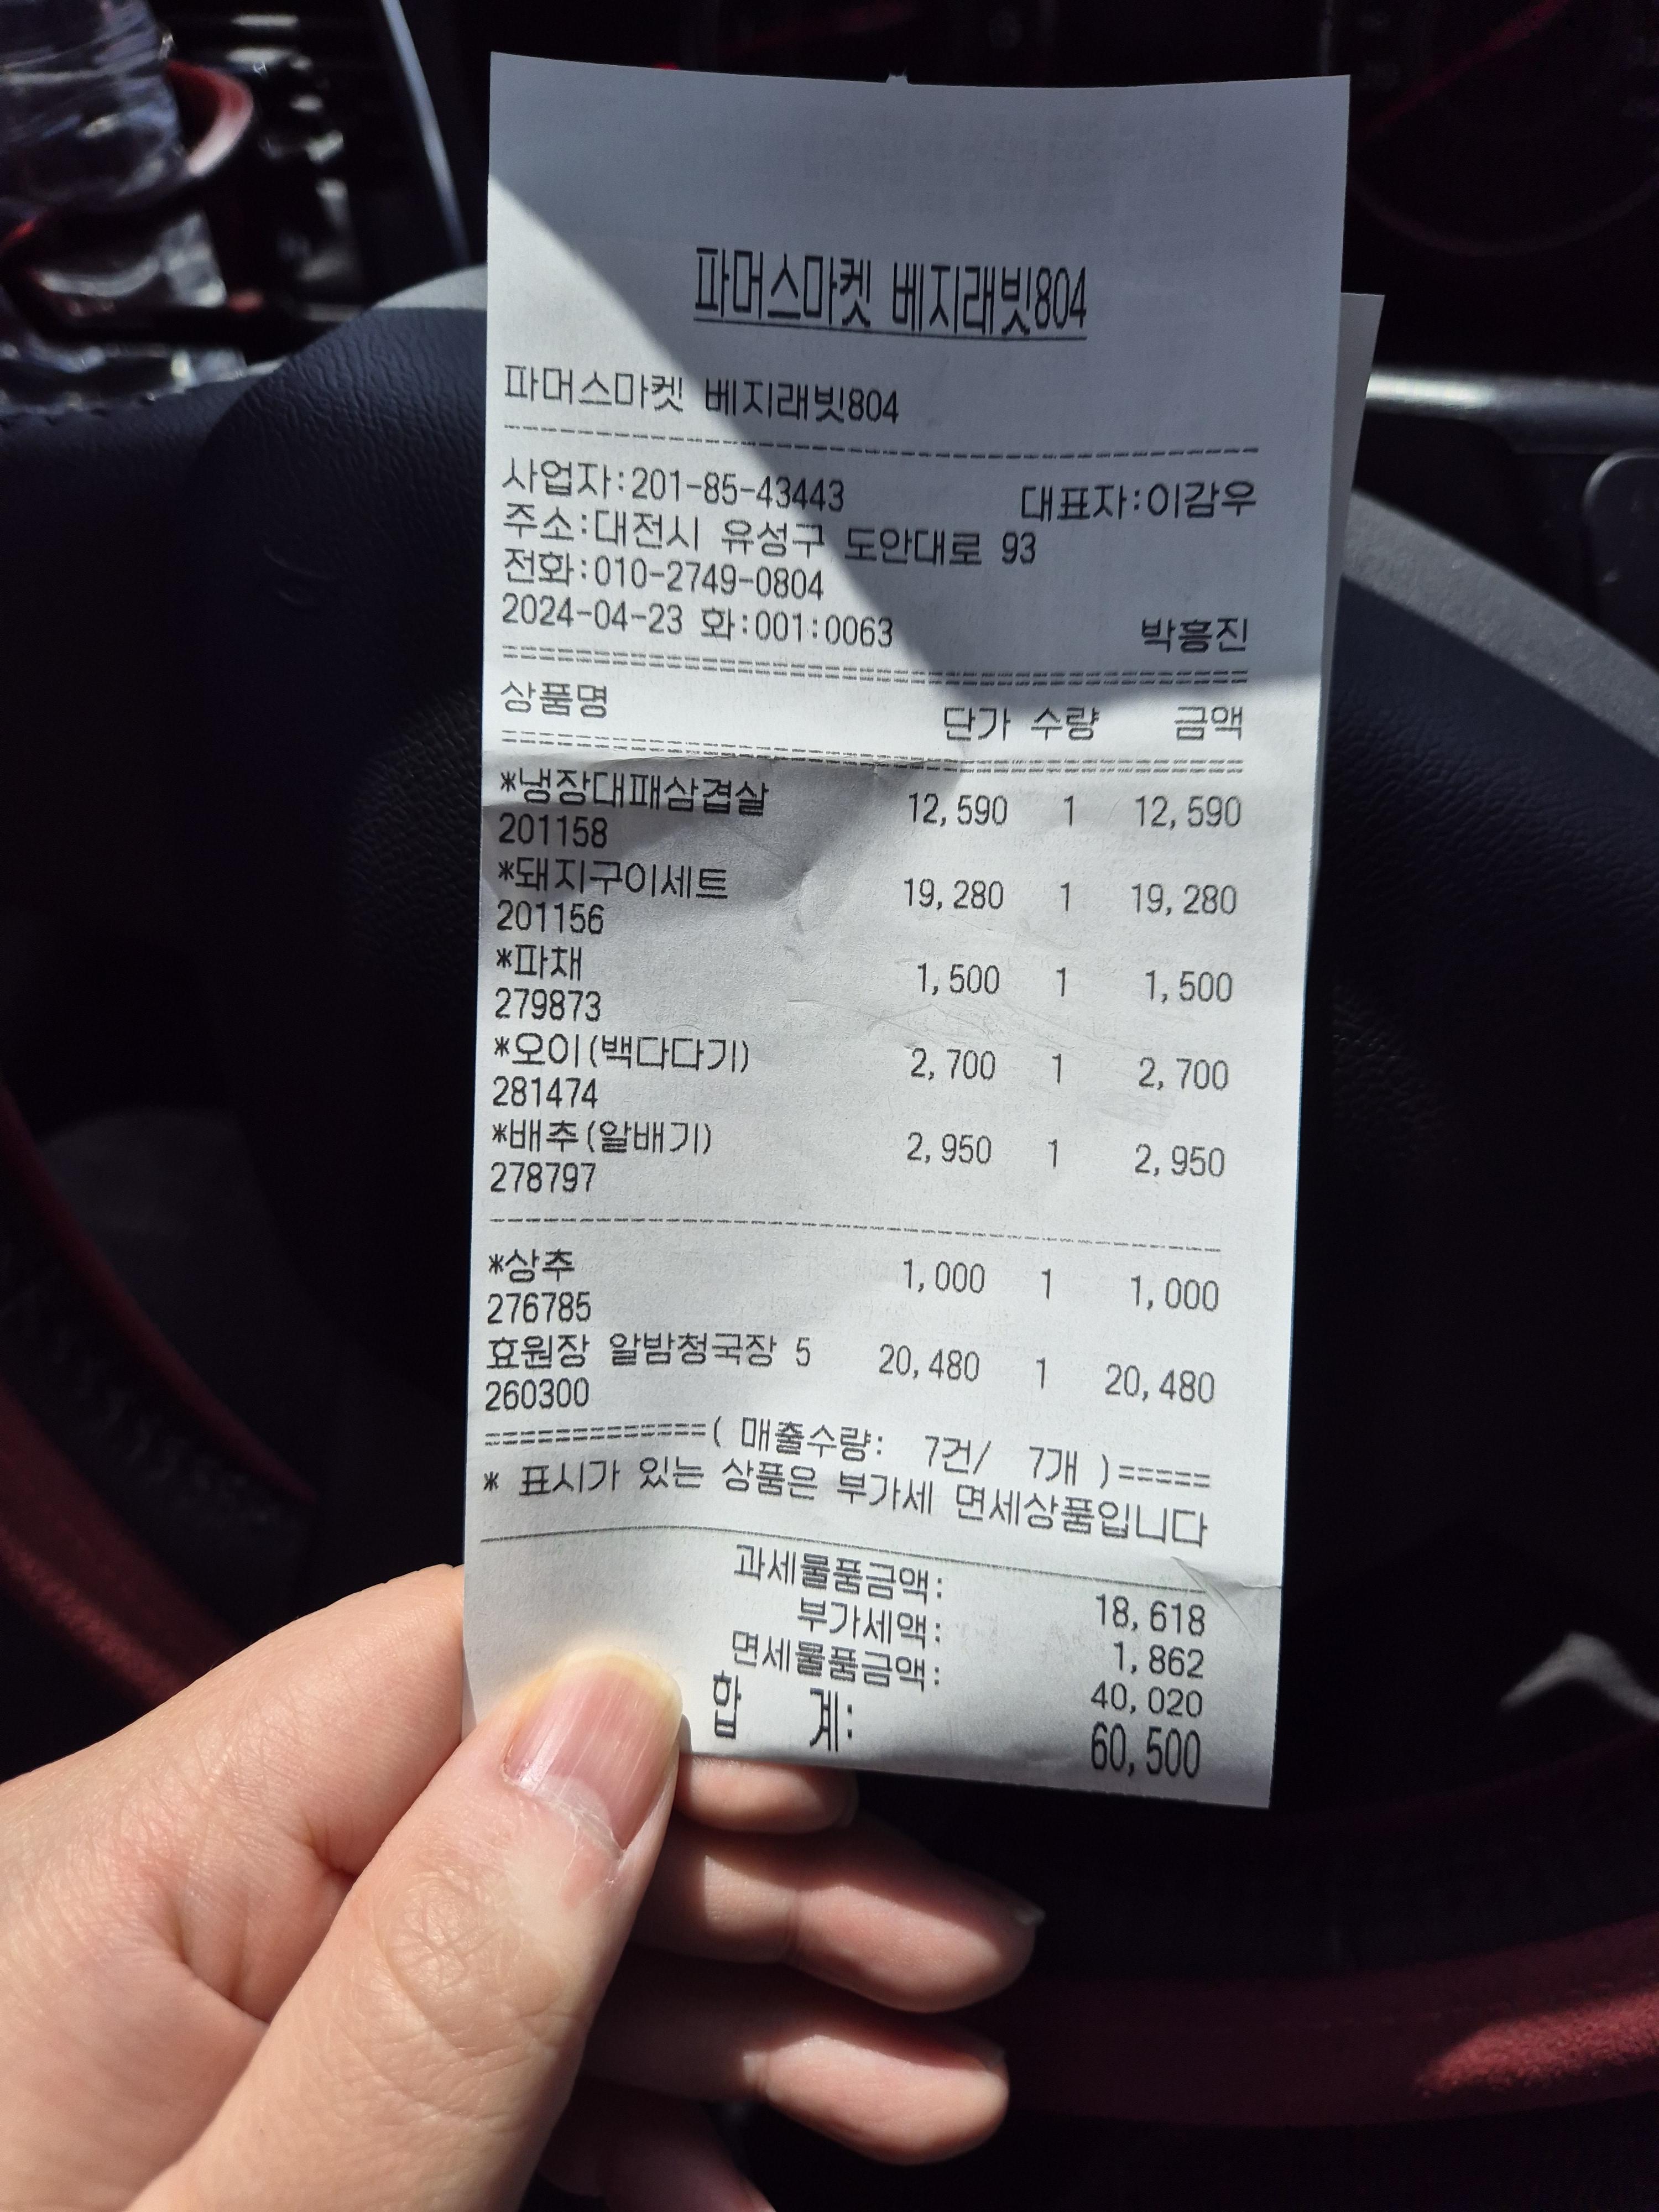 파머스마켓 베지래빗804
파머스마켓 베지래빗804
사업자:201-85-43443 대표자:이감우
주소:대전시 유성구 도안대로 93
전화:010-2749-0804
2024-04-23 화:001:0063 박흥진
상품명 단가 수량 금액
*냉장대패삼겹살 12,590 1 12,590
201158
*돼지구이세트 19,280 1 19,280
201156
*파채 1,500 1 1,500
279873
*오이(백다다기) 2,700 1 2,700
281474
*배추(알배기) 2,950 1 2,950
278797
*상추 1,000 1 1,000
276785
효원장 알밤청국장 5 20,480 1 20,480
260300
=============( 매출수량: 7건/ 7개 )=====
* 표시가 있는 상품은 부가세 면세상품입니다
과세물품금액: 18,618
부가세액: 1,862
면세물품금액: 40,020
합 계: 60,500